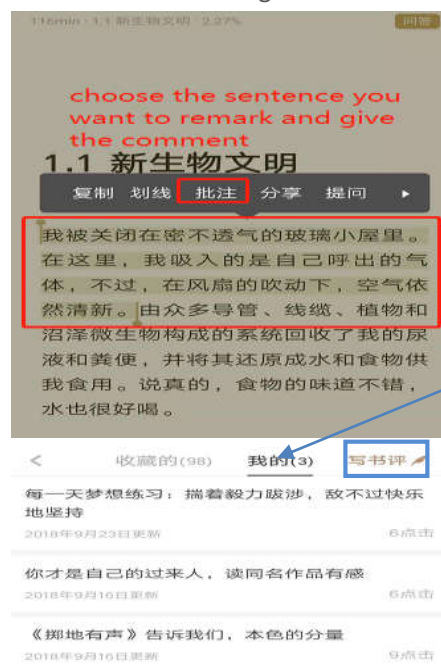 116min · 1.1 新生物文明 · 2.27%
问答
choose the sentence you
want to remark and give
the comment
1.1 新生物文明
复制 划线 批注 分享 提问
我被关闭在密不透气的玻璃小屋里。
在这里，我吸入的是自己呼出的气
体，不过，在风扇的吹动下，空气依
然清新。由众多导管、线缆、植物和
沼泽微生物构成的系统回收了我的尿
液和粪便，并将其还原成水和食物供
我食用。说真的，食物的味道不错，
水也很好喝。
< 收藏的(98) 我的(3) 写书评
每一天梦想练习：揣着毅力跋涉，敌不过快乐
地坚持
2018年9月23日更新 6点击
你才是自己的过来人，读同名作品有感
2018年9月16日更新 6点击
《掷地有声》告诉我们，本色的分量
2018年9月16日更新 9点击